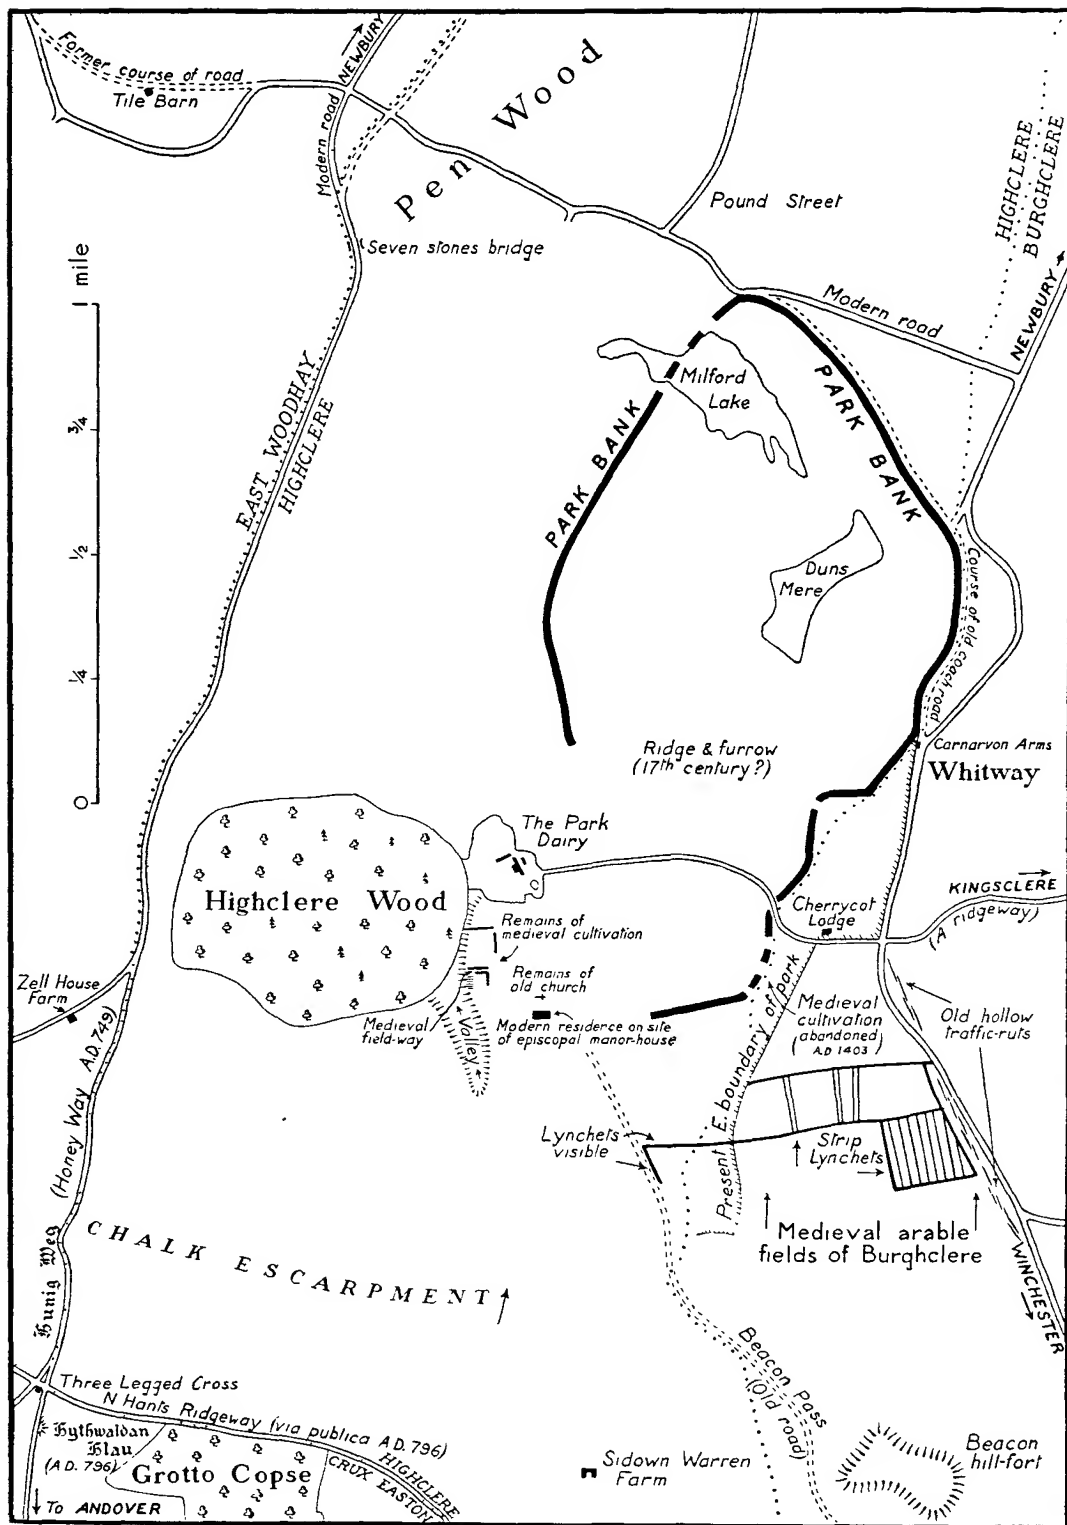 Former course of road
Tile Barn
NEWBURY
Modern road
Pen Wood
Pound Street
HIGHCLERE
BURGHCLERE
Seven stones bridge
1 mile
3/4
1/2
1/4
0
Modern road
NEWBURY
Milford
Lake
PARK BANK
PARK BANK
EAST WOODHAY
HIGHCLERE
Duns
Mere
Course of old coach road
Ridge & furrow
(17th century?)
Carnarvon Arms
Whitway
The Park
Dairy
Highclere Wood
Remains of
medieval cultivation
Cherrycot
Lodge
KINGSCLERE
(A ridgeway)
Zell House
Farm
Remains of
old church
Medieval
field-way
Valley
Modern residence on site
of episcopal manor-house
Medieval
cultivation
(abandoned
A.D. 1403)
Old hollow
traffic-ruts
Present E. boundary of park
(Honey Way A.D. 749)
Hunig Weg
Lynchets
visible
Strip
Lynchets
Medieval arable
fields of Burghclere
CHALK ESCARPMENT
WINCHESTER
Beacon Pass
(Old road)
Three Legged Cross
N Hants Ridgeway (via publica A.D. 796)
Hythwaldan
Hlau
(A.D. 796)
Grotto Copse
HIGHCLERE
CRUX EASTON
Sidown Warren
Farm
Beacon
hill-fort
To ANDOVER